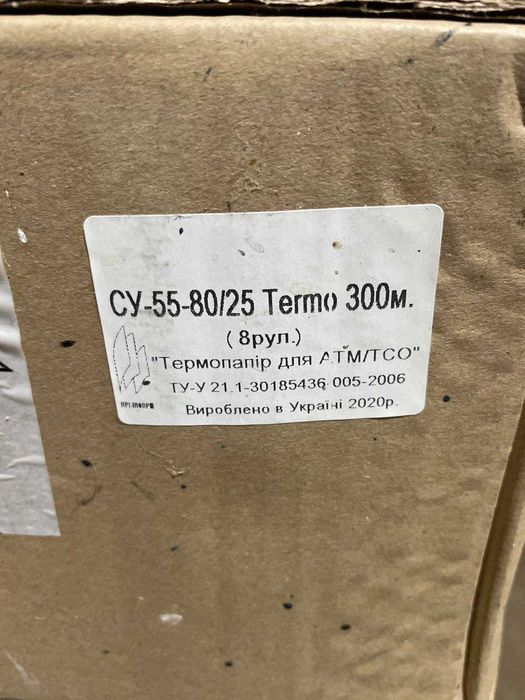 СУ-55-80/25 Termo 300м.
(8рул.)
"Термопапір для АТМ/ТСО"
ТУ-У 21.1-30185436-005-2006
Вироблено в Україні 2020р.